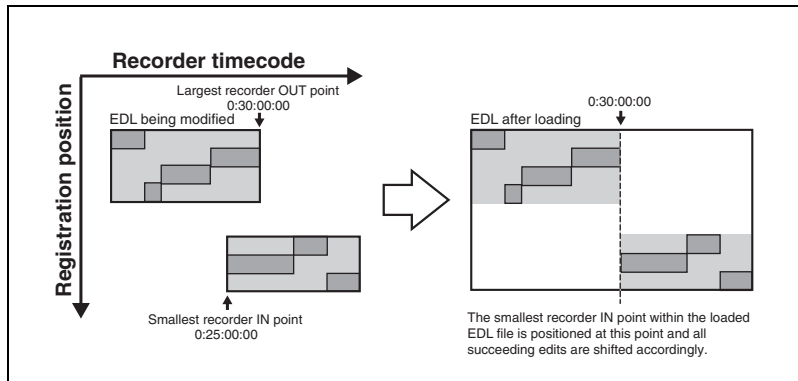 Recorder timecode
Registration position
Largest recorder OUT point
0:30:00:00
EDL being modified
Smallest recorder IN point
0:25:00:00
0:30:00:00
EDL after loading
The smallest recorder IN point within the loaded
EDL file is positioned at this point and all
succeeding edits are shifted accordingly.